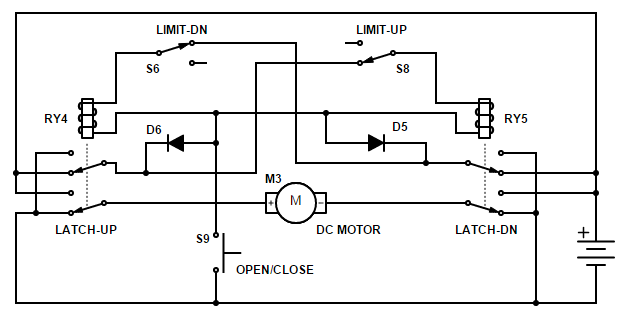 LIMIT-DN
LIMIT-UP
S6
S8
RY4
RY5
D6
D5
M3
+ M −
LATCH-UP
DC MOTOR
LATCH-DN
S9
+
OPEN/CLOSE